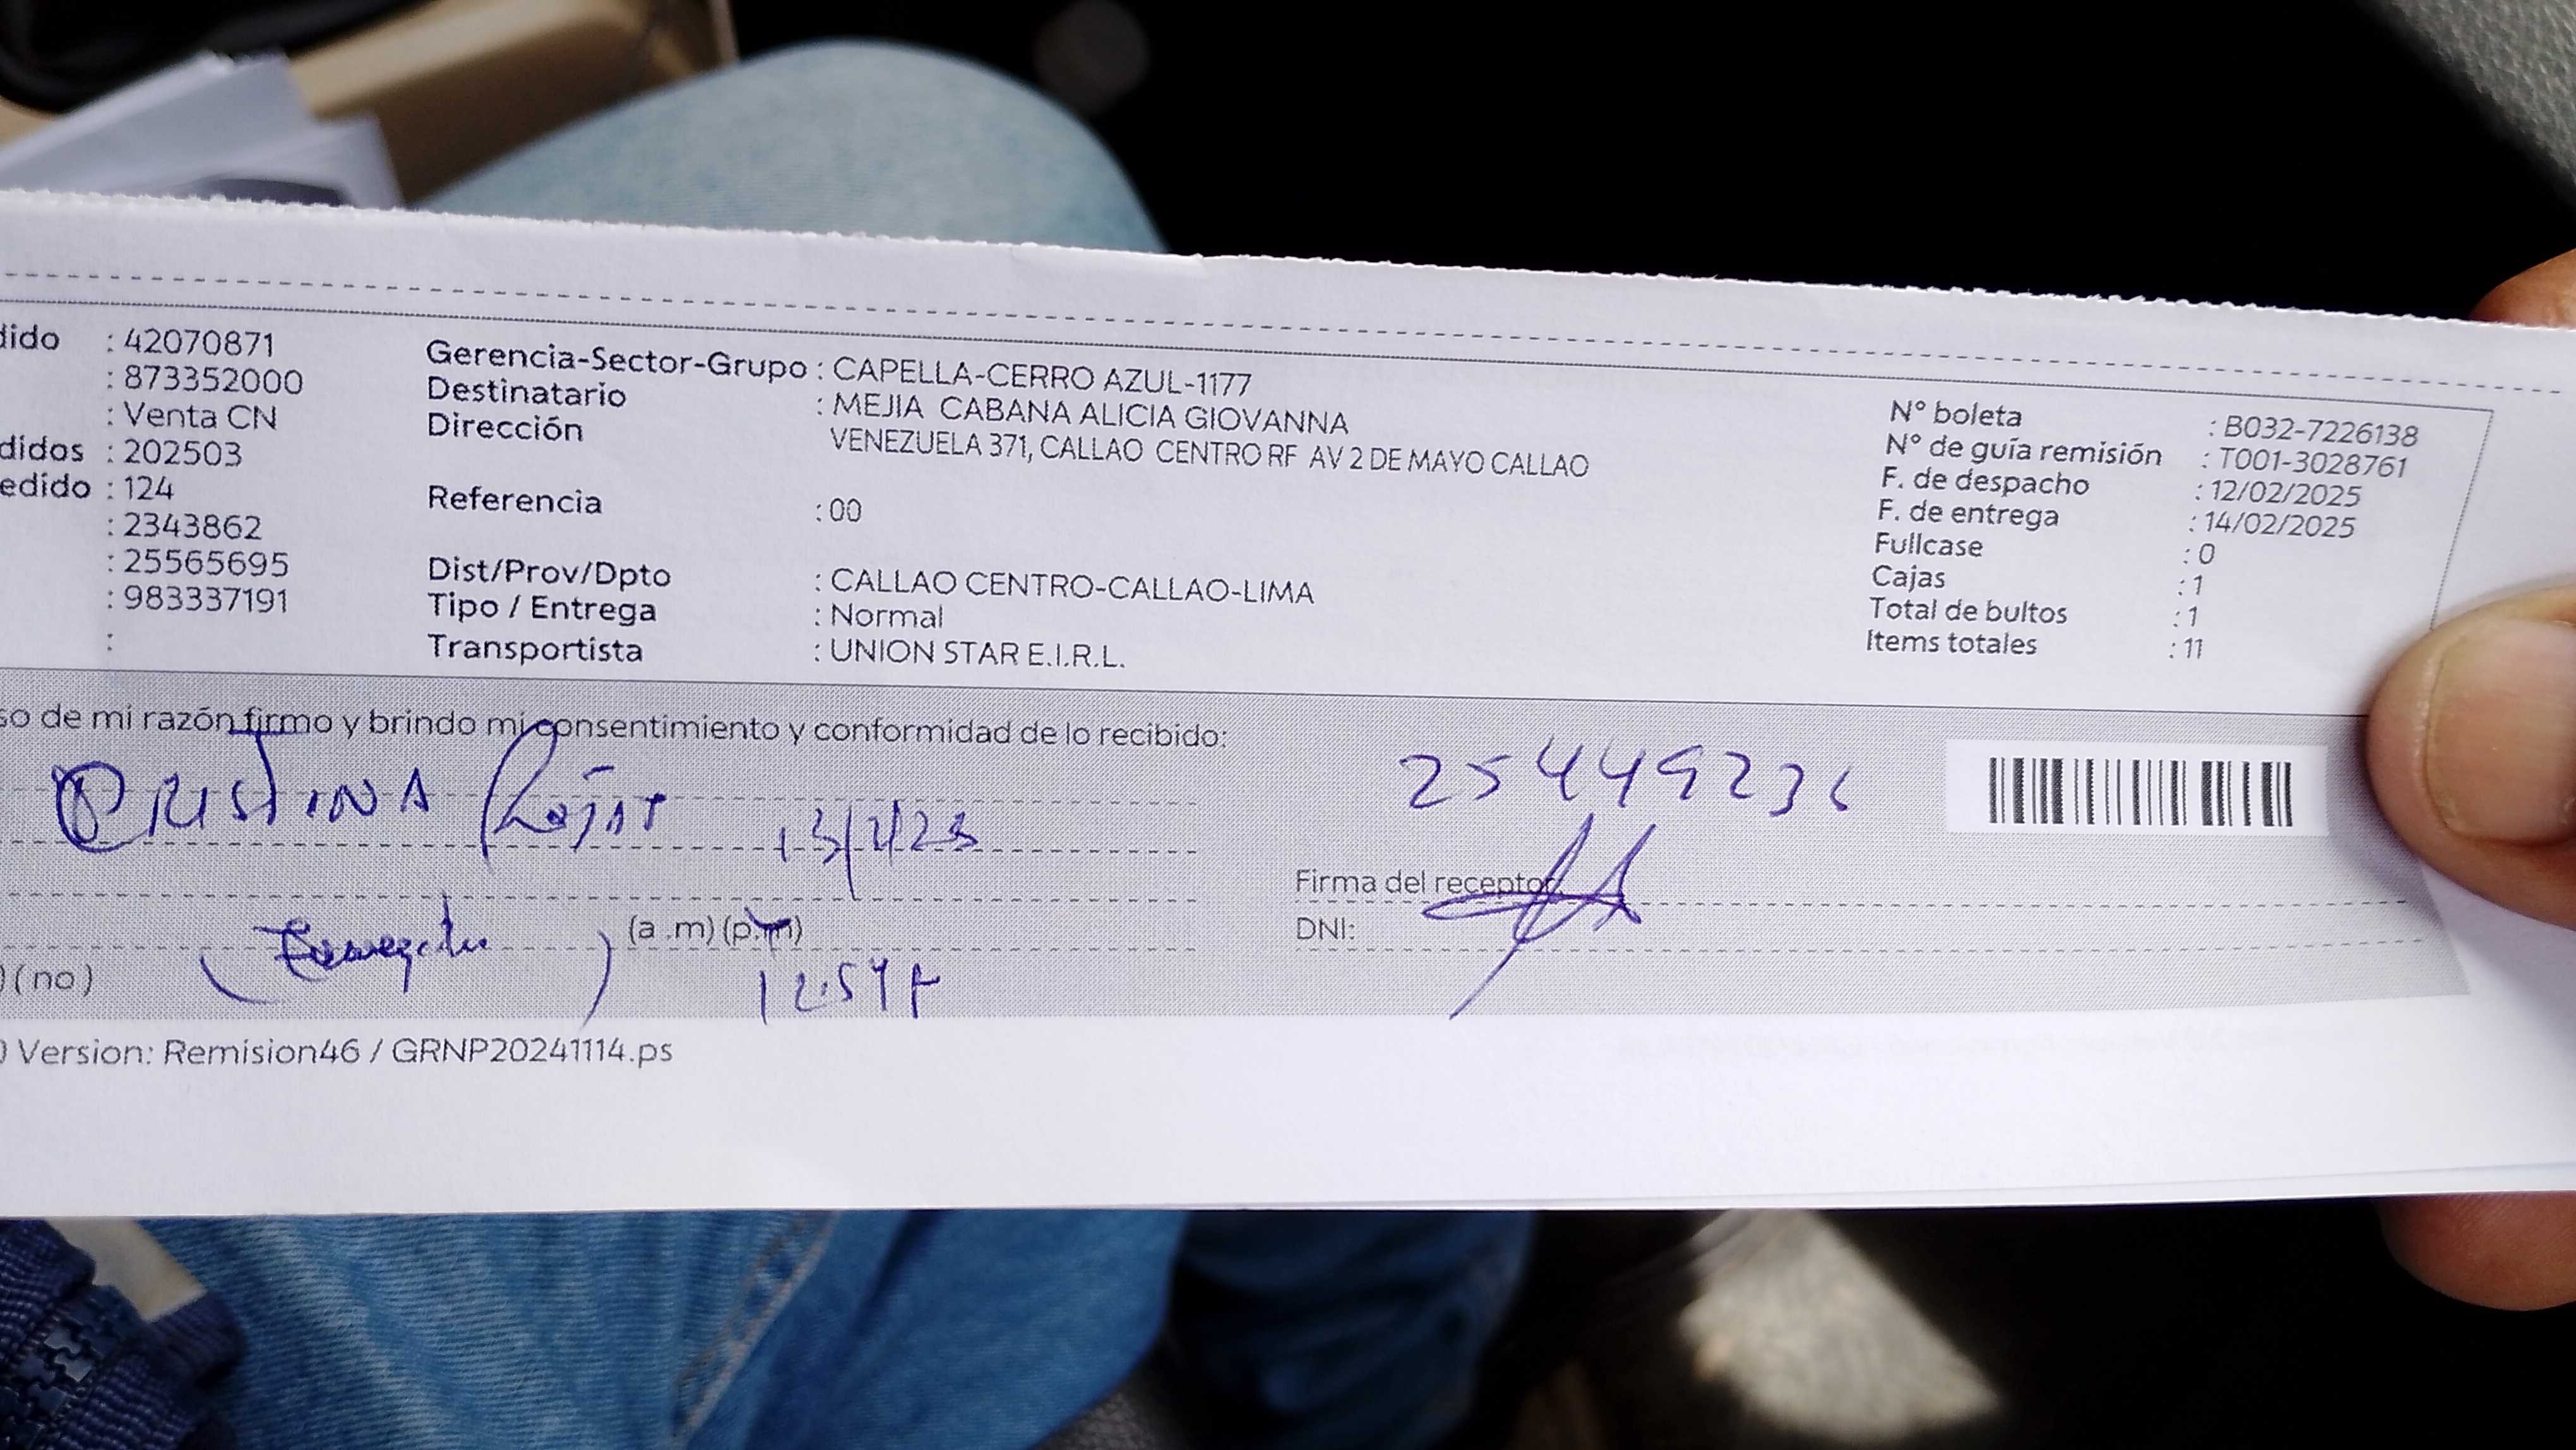 dido : 42070871
: 873352000
: Venta CN
didos : 202503
edido : 124
: 2343862
: 25565695
: 983337191
:
Gerencia-Sector-Grupo : CAPELLA-CERRO AZUL-1177
Destinatario : MEJIA CABANA ALICIA GIOVANNA
Dirección VENEZUELA 371, CALLAO CENTRO RF AV 2 DE MAYO CALLAO
Referencia : 00
Dist/Prov/Dpto : CALLAO CENTRO-CALLAO-LIMA
Tipo / Entrega : Normal
Transportista : UNION STAR E.I.R.L.
N° boleta : B032-7226138
N° de guía remisión : T001-3028761
F. de despacho : 12/02/2025
F. de entrega : 14/02/2025
Fullcase : 0
Cajas : 1
Total de bultos : 1
Items totales : 11
so de mi razón firmo y brindo mi consentimiento y conformidad de lo recibido:
CRISTINA Rojas
25449236
Firma del receptor
(a .m) (p.m)
DNI:
) (no)
) Version: Remision46 / GRNP20241114.ps